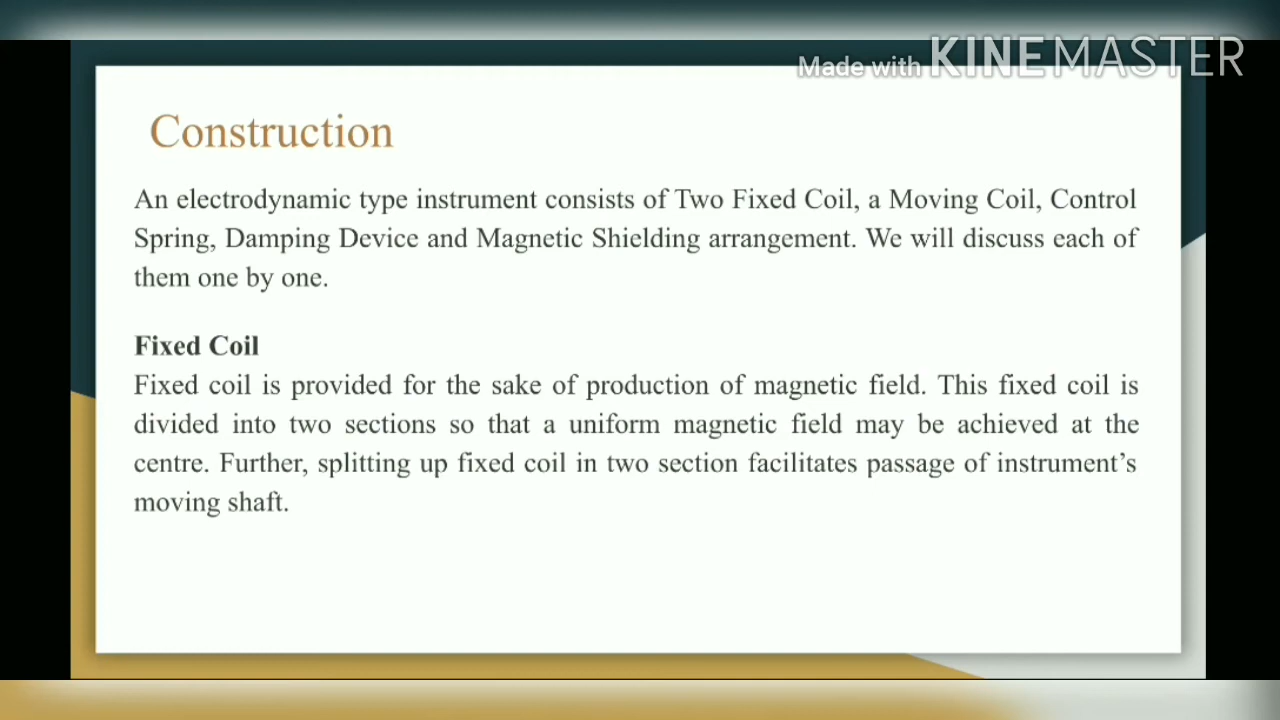 Made with KINEMASTER
Construction
An electrodynamic type instrument consists of Two Fixed Coil, a Moving Coil, Control
Spring, Damping Device and Magnetic Shielding arrangement. We will discuss each of
them one by one.
Fixed Coil
Fixed coil is provided for the sake of production of magnetic field. This fixed coil is
divided into two sections so that a uniform magnetic field may be achieved at the
centre. Further, splitting up fixed coil in two section facilitates passage of instrument’s
moving shaft.